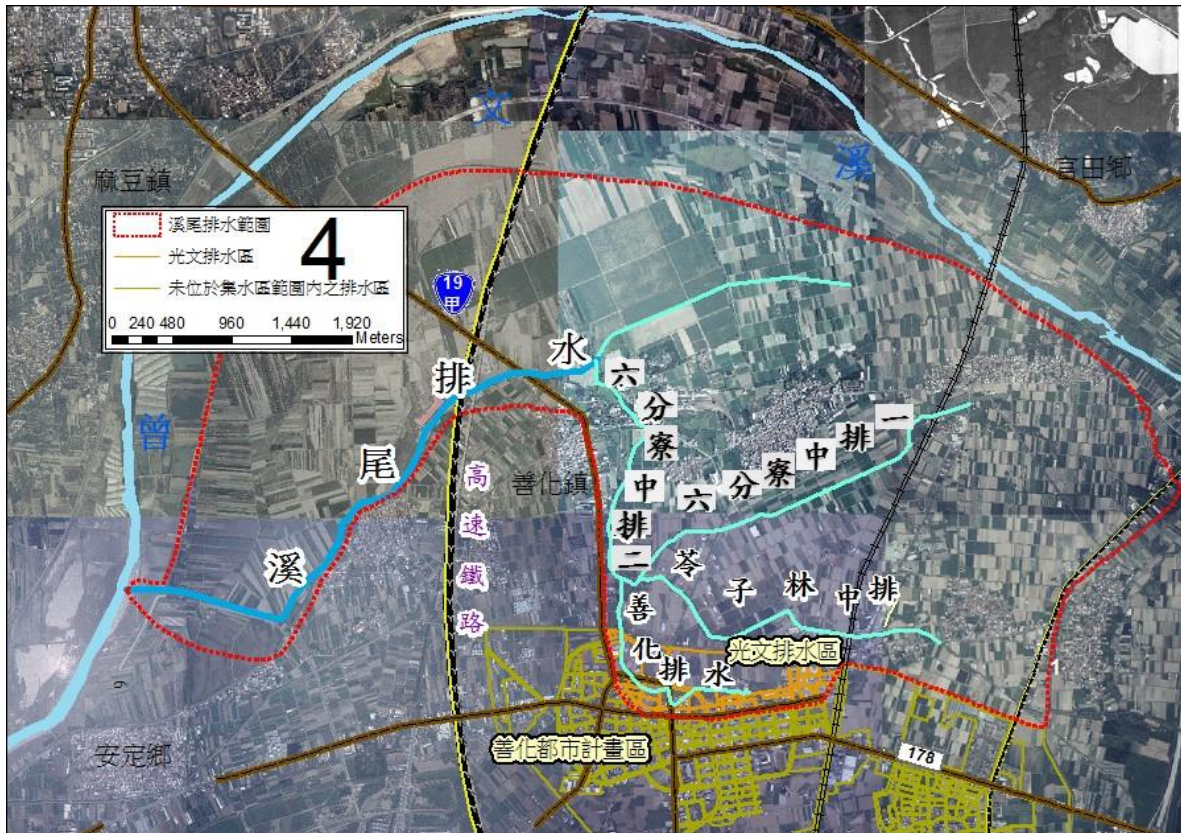 文
溪
曾
麻豆鎮
官田鄉
溪尾排水範圍
光文排水區
未位於集水區範圍內之排水區
4
0 240 480 960 1,440 1,920
Meters
19
甲
溪尾排水
六分寮中排二
六分寮中排一
善化鎮
高速鐵路
苓子林中排
善化排水
光文排水區
善化都市計畫區
安定鄉
178
1